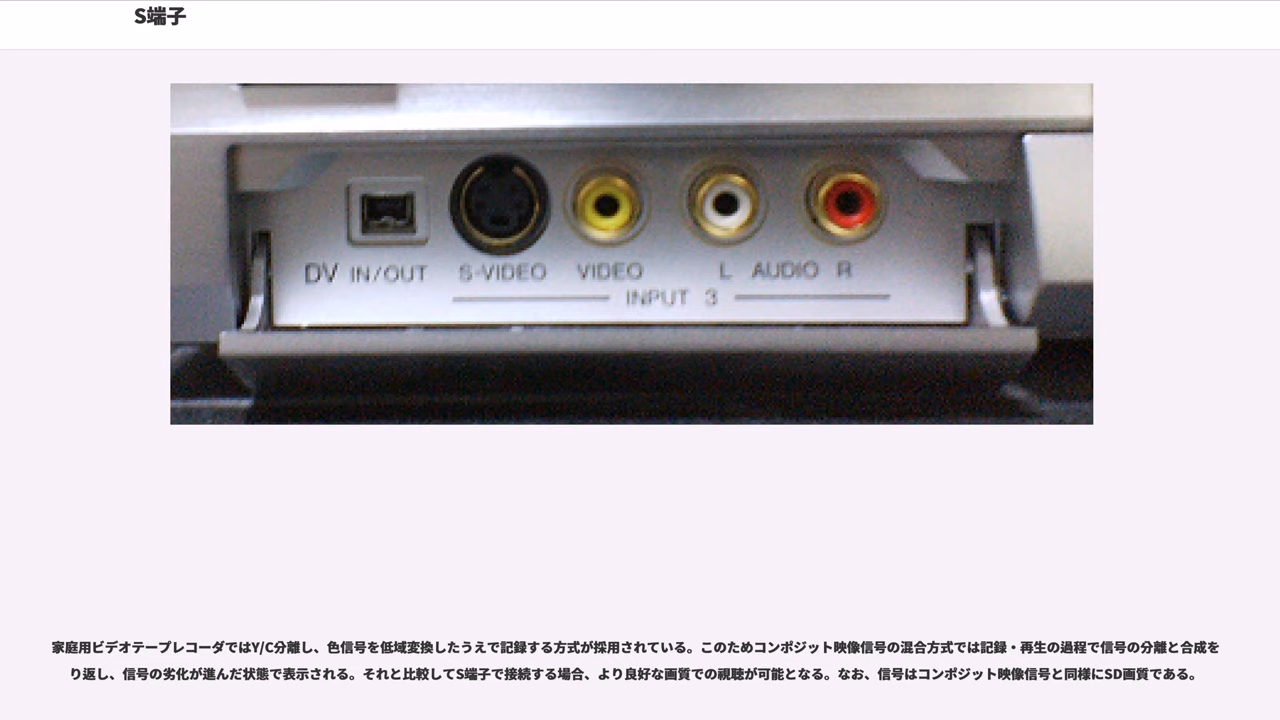 S端子
DV IN/OUT S-VIDEO VIDEO L AUDIO R
INPUT 3
家庭用ビデオテープレコーダではY/C分離し、色信号を低域変換したうえで記録する方式が採用されている。このためコンポジット映像信号の混合方式では記録・再生の過程で信号の分離と合成を
り返し、信号の劣化が進んだ状態で表示される。それと比較してS端子で接続する場合、より良好な画質での視聴が可能となる。なお、信号はコンポジット映像信号と同様にSD画質である。